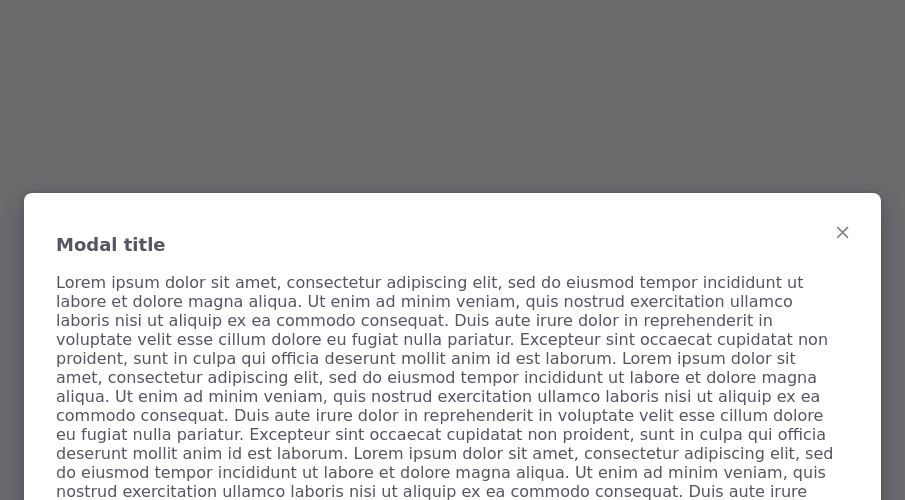 Modal title
Lorem ipsum dolor sit amet, consectetur adipiscing elit, sed do eiusmod tempor incididunt ut
labore et dolore magna aliqua. Ut enim ad minim veniam, quis nostrud exercitation ullamco
laboris nisi ut aliquip ex ea commodo consequat. Duis aute irure dolor in reprehenderit in
voluptate velit esse cillum dolore eu fugiat nulla pariatur. Excepteur sint occaecat cupidatat non
proident, sunt in culpa qui officia deserunt mollit anim id est laborum. Lorem ipsum dolor sit
amet, consectetur adipiscing elit, sed do eiusmod tempor incididunt ut labore et dolore magna
aliqua. Ut enim ad minim veniam, quis nostrud exercitation ullamco laboris nisi ut aliquip ex ea
commodo consequat. Duis aute irure dolor in reprehenderit in voluptate velit esse cillum dolore
eu fugiat nulla pariatur. Excepteur sint occaecat cupidatat non proident, sunt in culpa qui officia
deserunt mollit anim id est laborum. Lorem ipsum dolor sit amet, consectetur adipiscing elit, sed
do eiusmod tempor incididunt ut labore et dolore magna aliqua. Ut enim ad minim veniam, quis
nostrud exercitation ullamco laboris nisi ut aliquip ex ea commodo consequat. Duis aute irure